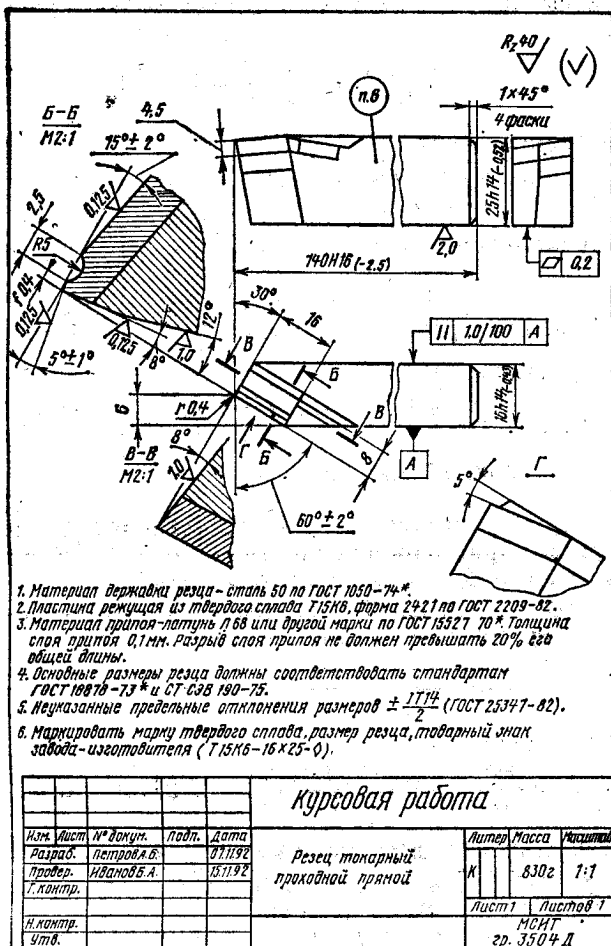 Rz40
(√)
Б-Б
М2:1
4,5
п.8
1×45°
4 фаски
15°±2°
0,125
2,5
R5
25h14(-0,52)
2,0
0,2
140H16(-2.5)
f 0,4
0,125
30°
16
12°
0,125
1,0
8°
5°±1°
В
Б
1.0/100 А
6
r 0,4
В
16h14(-0,43)
8
Г
Б
А
В-В
М2:1
8°
1,0
60°±2°
Г
5°
1. Материал державки резца - сталь 50 по ГОСТ 1050-74*.
2. Пластина режущая из твердого сплава Т15К6, форма 2421 по ГОСТ 2209-82.
3. Материал припоя-латунь Л68 или другой марки по ГОСТ 15527 70*. Толщина
слоя припоя 0,1мм. Разрыв слоя припоя не должен превышать 20% его
общей длины.
4. Основные размеры резца должны соответствовать стандартам
ГОСТ 18878-73* и СТ СЭВ 190-75.
5. Неуказанные предельные отклонения размеров ± IT14/2 (ГОСТ 25347-82).
6. Маркировать марку твердого сплава, размер резца, товарный знак
завода-изготовителя (Т15К6-16×25-◊).
Курсовая работа
Изм. Лист № докум. Подп. Дата
Разраб. Петров А.Б. 07.11.92
Провер. Иванов Б.А. 15.11.92
Т.контр.
Н.контр.
Утв.
Резец токарный
проходной прямой
Литер Масса Масштаб
К 830г 1:1
Лист 1 Листов 1
МСИТ
гр. 3504 Д